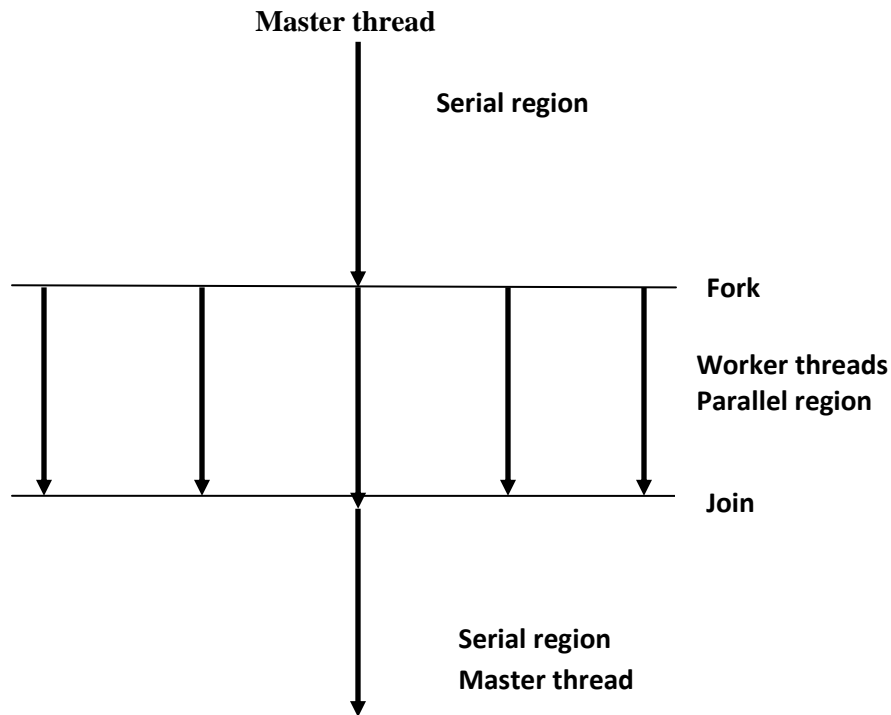 Master thread
Serial region
Fork
Worker threads
Parallel region
Join
Serial region
Master thread